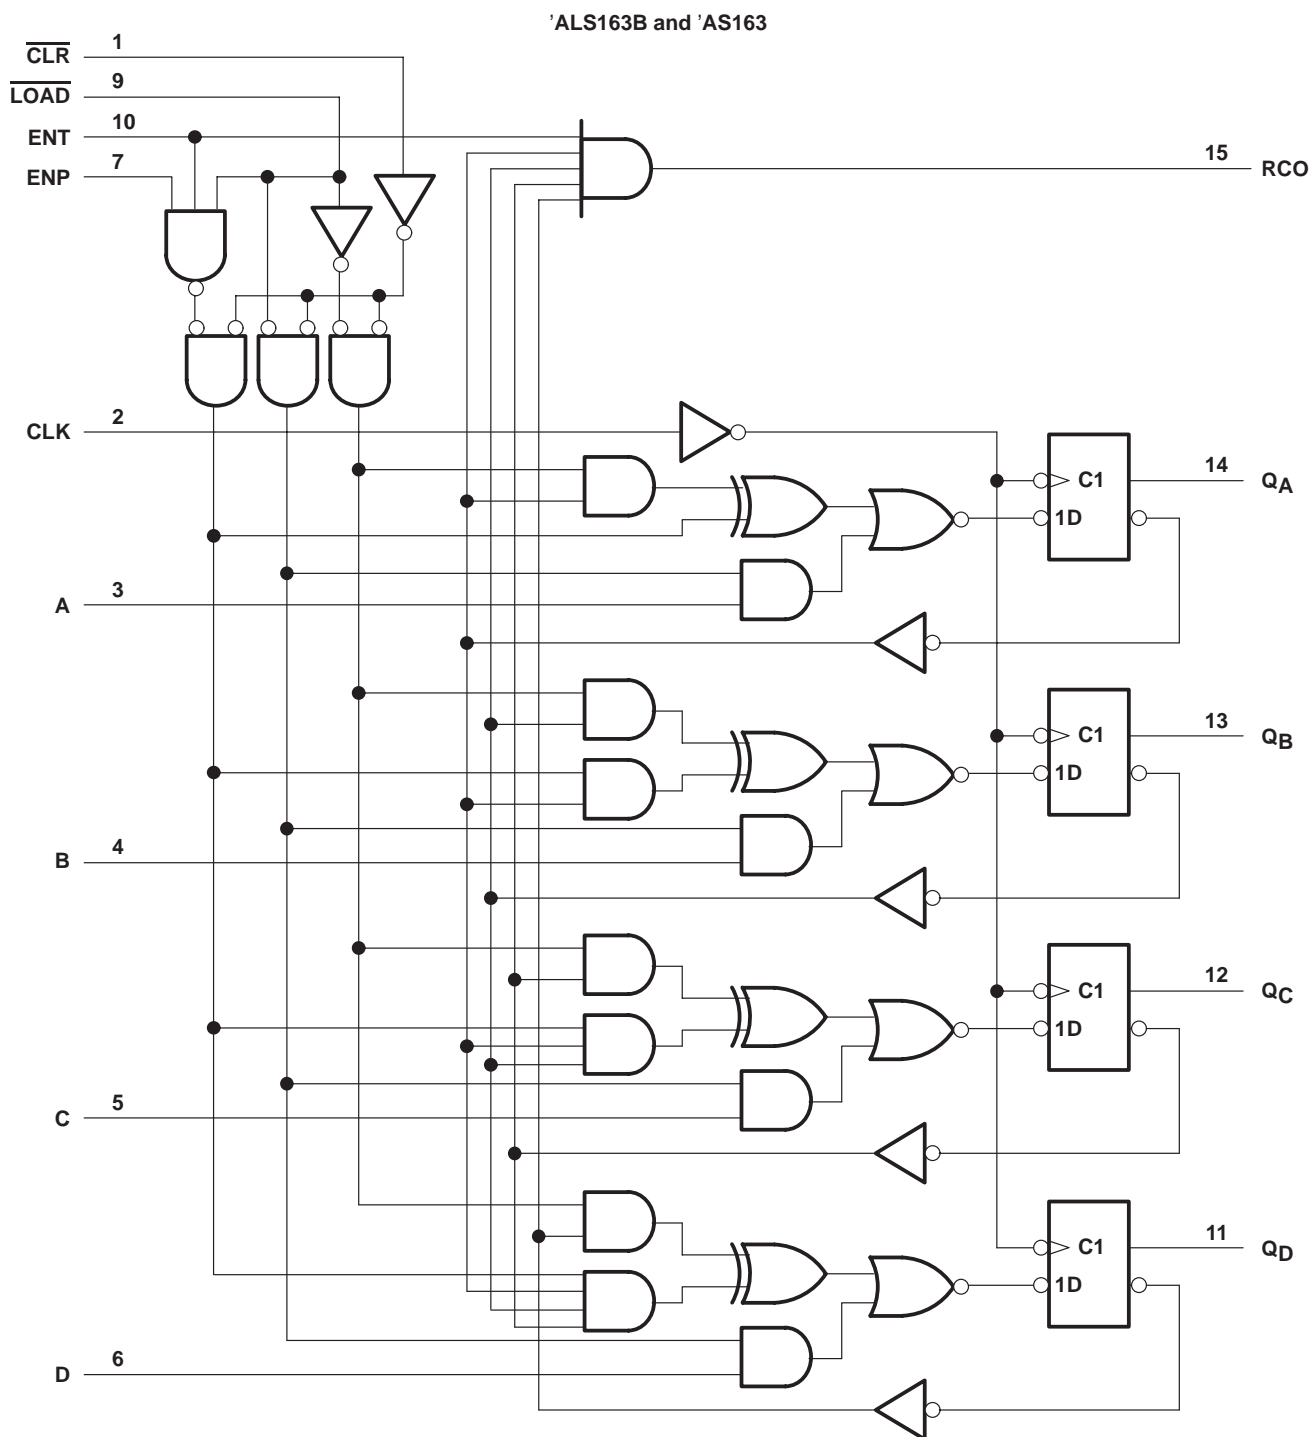 ’ALS163B and ’AS163
CLR 1
LOAD 9
ENT 10
ENP 7
15 RCO
CLK 2
C1 14 QA
1D
A 3
C1 13 QB
1D
B 4
C1 12 QC
1D
C 5
C1 11 QD
1D
D 6